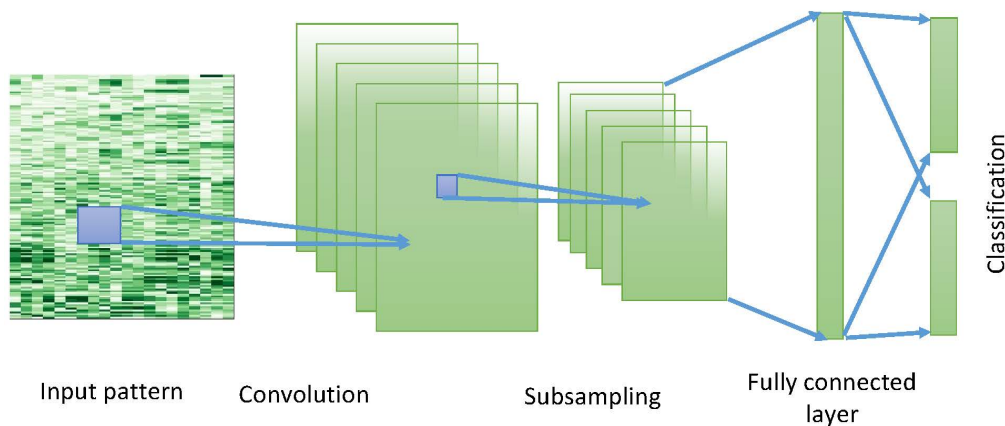 Input pattern
Convolution
Subsampling
Fully connected
layer
Classification